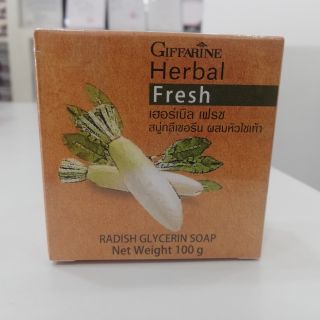 GIFFARINE
Herbal
Fresh
เฮอร์เบิล เฟรช
สบู่กลีเซอรีน ผสมหัวไชเท้า
RADISH GLYCERIN SOAP
Net Weight 100 g